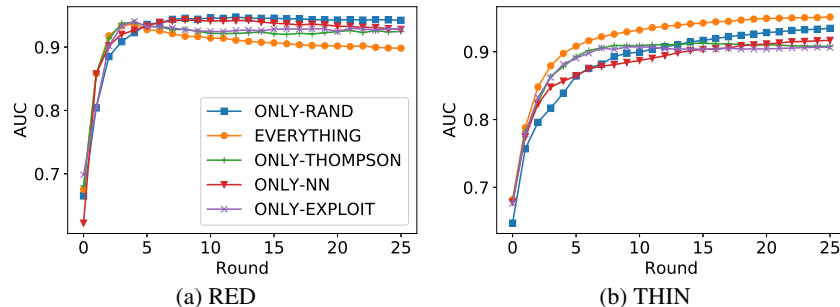 AUC
0.9
0.8
0.7
ONLY-RAND
EVERYTHING
ONLY-THOMPSON
ONLY-NN
ONLY-EXPLOIT
0 5 10 15 20 25
Round
(a) RED
AUC
0.9
0.8
0.7
0 5 10 15 20 25
Round
(b) THIN